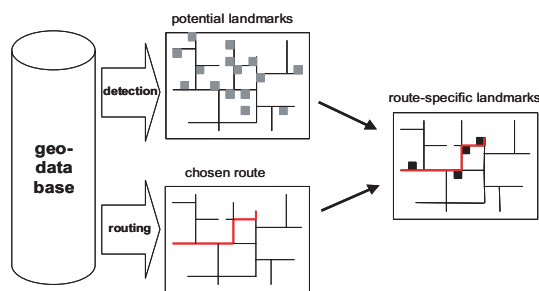 potential landmarks
detection
route-specific landmarks
geo-
data
base
chosen route
routing